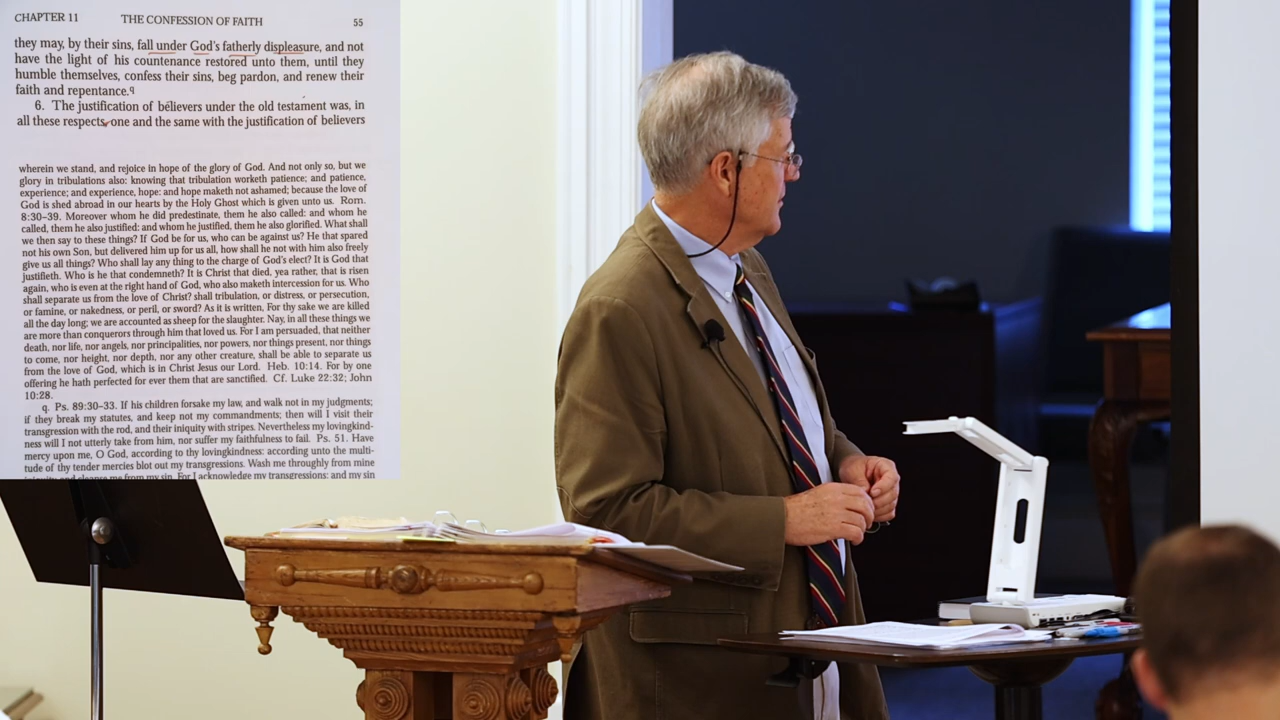 CHAPTER 11 THE CONFESSION OF FAITH 55
they may, by their sins, fall under God's fatherly displeasure, and not
have the light of his countenance restored unto them, until they
humble themselves, confess their sins, beg pardon, and renew their
faith and repentance.q
6. The justification of believers under the old testament was, in
all these respects, one and the same with the justification of believers
wherein we stand, and rejoice in hope of the glory of God. And not only so, but we
glory in tribulations also: knowing that tribulation worketh patience; and patience,
experience; and experience, hope: and hope maketh not ashamed; because the love of
God is shed abroad in our hearts by the Holy Ghost which is given unto us. Rom.
8:30–39. Moreover whom he did predestinate, them he also called: and whom he
called, them he also justified: and whom he justified, them he also glorified. What shall
we then say to these things? If God be for us, who can be against us? He that spared
not his own Son, but delivered him up for us all, how shall he not with him also freely
give us all things? Who shall lay any thing to the charge of God's elect? It is God that
justifieth. Who is he that condemneth? It is Christ that died, yea rather, that is risen
again, who is even at the right hand of God, who also maketh intercession for us. Who
shall separate us from the love of Christ? shall tribulation, or distress, or persecution,
or famine, or nakedness, or peril, or sword? As it is written, For thy sake we are killed
all the day long; we are accounted as sheep for the slaughter. Nay, in all these things we
are more than conquerors through him that loved us. For I am persuaded, that neither
death, nor life, nor angels, nor principalities, nor powers, nor things present, nor things
to come, nor height, nor depth, nor any other creature, shall be able to separate us
from the love of God, which is in Christ Jesus our Lord. Heb. 10:14. For by one
offering he hath perfected for ever them that are sanctified. Cf. Luke 22:32; John
10:28.
q. Ps. 89:30–33. If his children forsake my law, and walk not in my judgments;
if they break my statutes, and keep not my commandments; then will I visit their
transgression with the rod, and their iniquity with stripes. Nevertheless my lovingkind-
ness will I not utterly take from him, nor suffer my faithfulness to fail. Ps. 51. Have
mercy upon me, O God, according to thy lovingkindness: according unto the multi-
tude of thy tender mercies blot out my transgressions. Wash me throughly from mine
iniquity and cleanse me from my sin. For I acknowledge my transgressions: and my sin